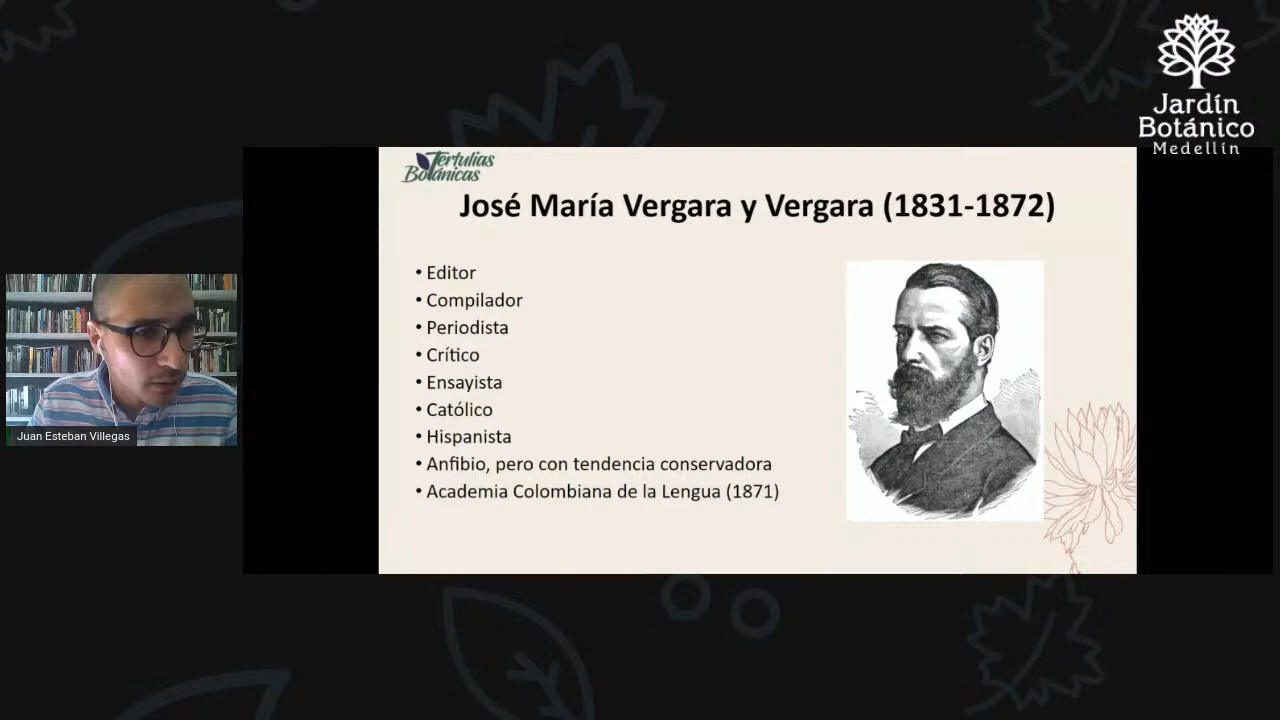 Jardín
Botánico
Medellín
Tertulias
Botánicas
José María Vergara y Vergara (1831-1872)
• Editor
• Compilador
• Periodista
• Crítico
• Ensayista
• Católico
• Hispanista
• Anfibio, pero con tendencia conservadora
• Academia Colombiana de la Lengua (1871)
Juan Esteban Villegas